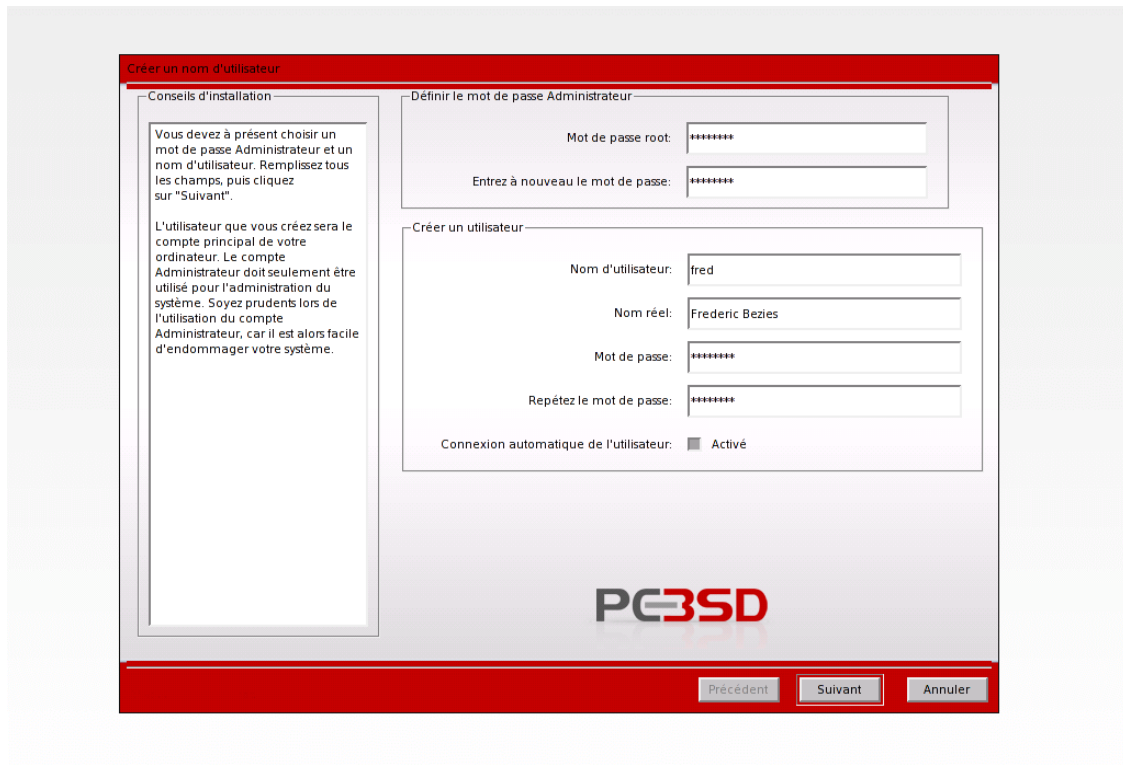 Créer un nom d'utilisateur
Conseils d'installation
Vous devez à présent choisir un
mot de passe Administrateur et un
nom d'utilisateur. Remplissez tous
les champs, puis cliquez
sur "Suivant".
L'utilisateur que vous créez sera le
compte principal de votre
ordinateur. Le compte
Administrateur doit seulement être
utilisé pour l'administration du
système. Soyez prudents lors de
l'utilisation du compte
Administrateur, car il est alors facile
d'endommager votre système.
Définir le mot de passe Administrateur
Mot de passe root: ********
Entrez à nouveau le mot de passe: ********
Créer un utilisateur
Nom d'utilisateur: fred
Nom réel: Frederic Bezies
Mot de passe: ********
Repétez le mot de passe: ********
Connexion automatique de l'utilisateur: Activé
PCBSD
Précédent Suivant Annuler